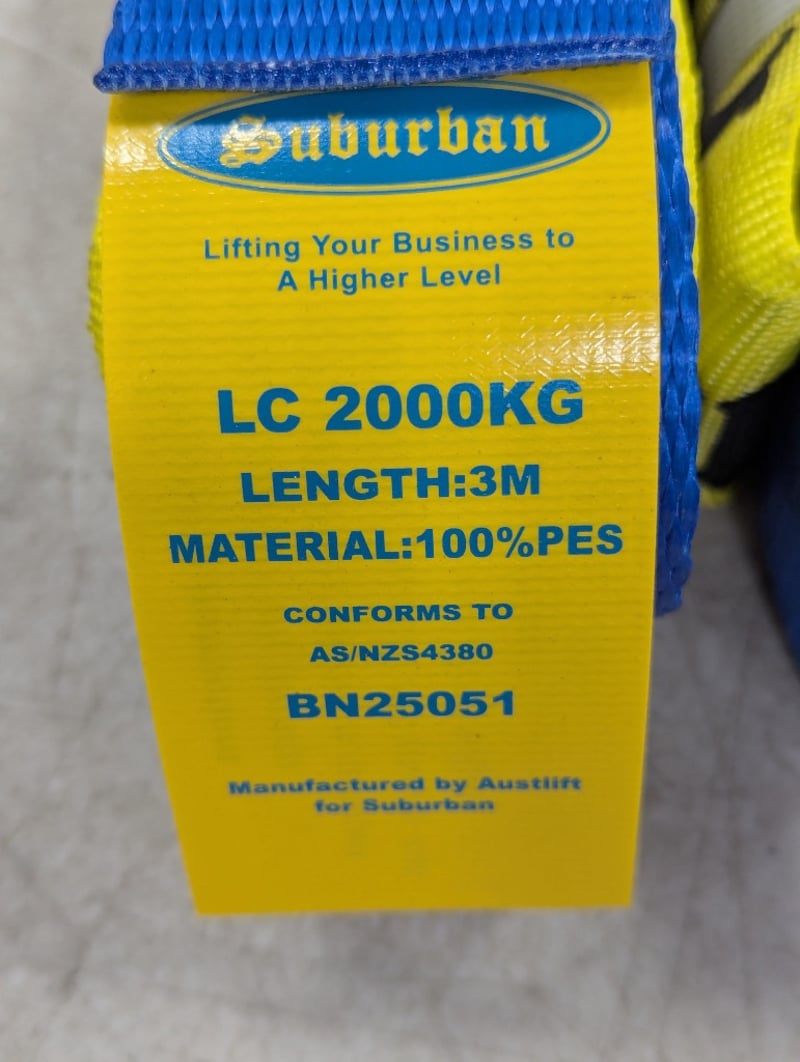 Suburban
Lifting Your Business to
A Higher Level
LC 2000KG
LENGTH:3M
MATERIAL:100%PES
CONFORMS TO
AS/NZS4380
BN25051
Manufactured by Austlift
for Suburban